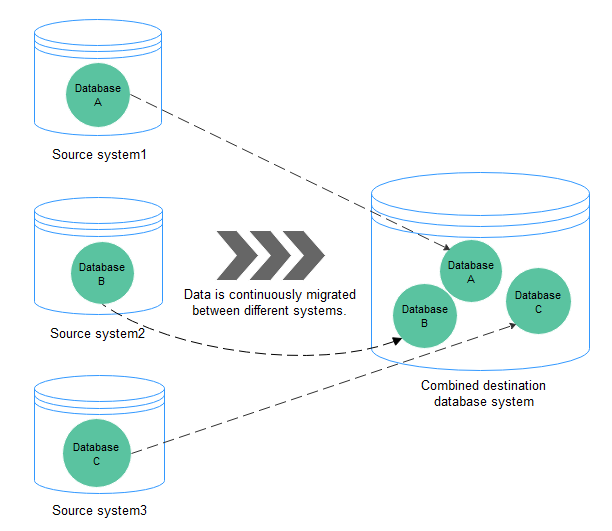 Database
A
Source system1
Database
B
Source system2
Database
C
Source system3
Data is continuously migrated
between different systems.
Database
A
Database
B
Database
C
Combined destination
database system